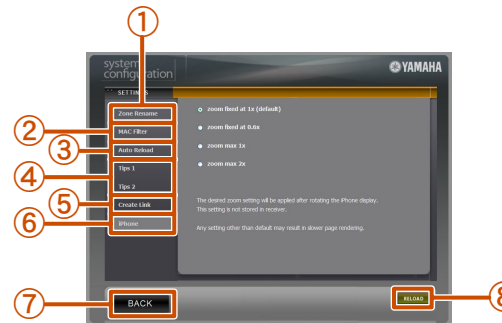 ①
system
configuration
YAMAHA
SETTINGS
Zone Rename
zoom fixed at 1x (default)
②
MAC Filter
zoom fixed at 0.6x
③
Auto Reload
zoom max 1x
④
Tips 1
zoom max 2x
Tips 2
⑤
Create Link
The desired zoom setting will be applied after rotating the iPhone display.
This setting is not stored in receiver.
⑥
iPhone
Any setting other than default may result in slower page rendering.
⑦
BACK
RELOAD
⑧